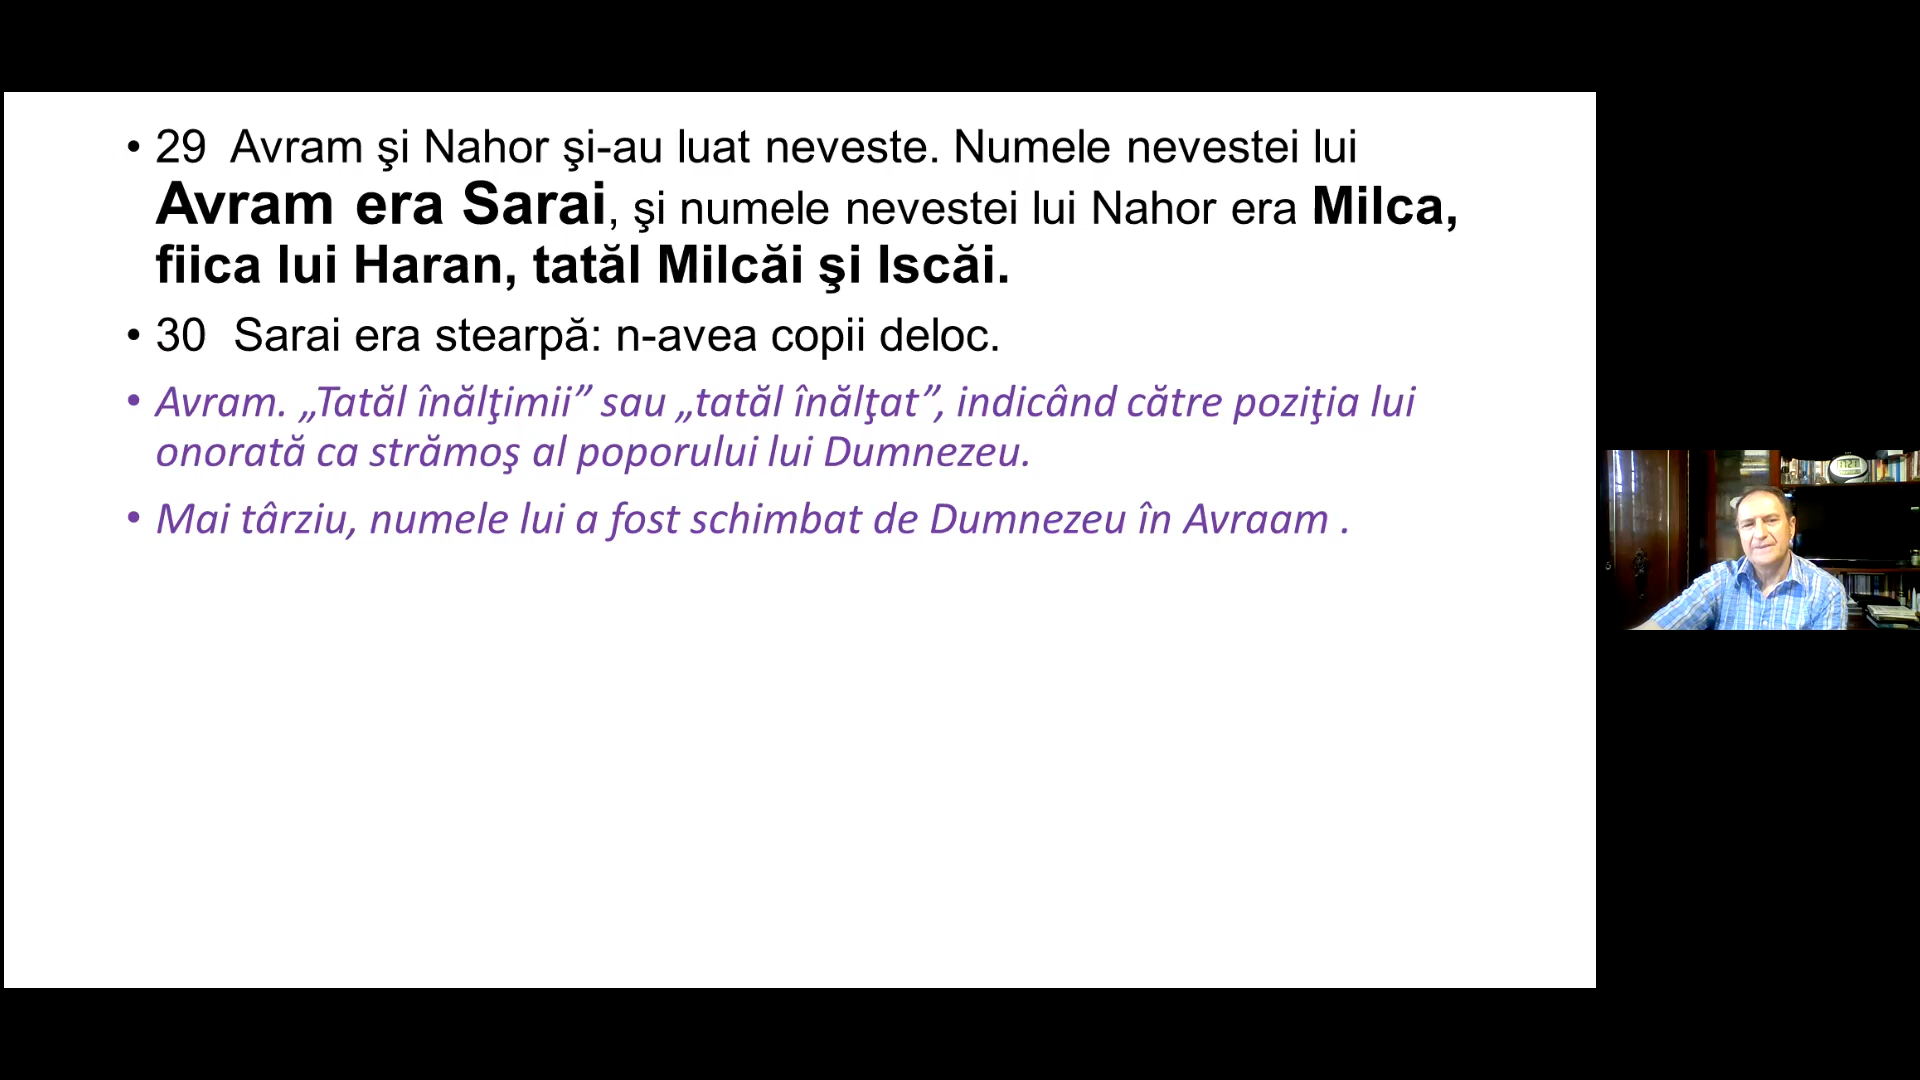 • 29  Avram şi Nahor şi-au luat neveste. Numele nevestei lui
Avram era Sarai, şi numele nevestei lui Nahor era Milca,
fiica lui Haran, tatăl Milcăi şi Iscăi.
• 30  Sarai era stearpă: n-avea copii deloc.
• Avram. „Tatăl înălţimii” sau „tatăl înălţat”, indicând către poziţia lui
onorată ca strămoş al poporului lui Dumnezeu.
• Mai târziu, numele lui a fost schimbat de Dumnezeu în Avraam .